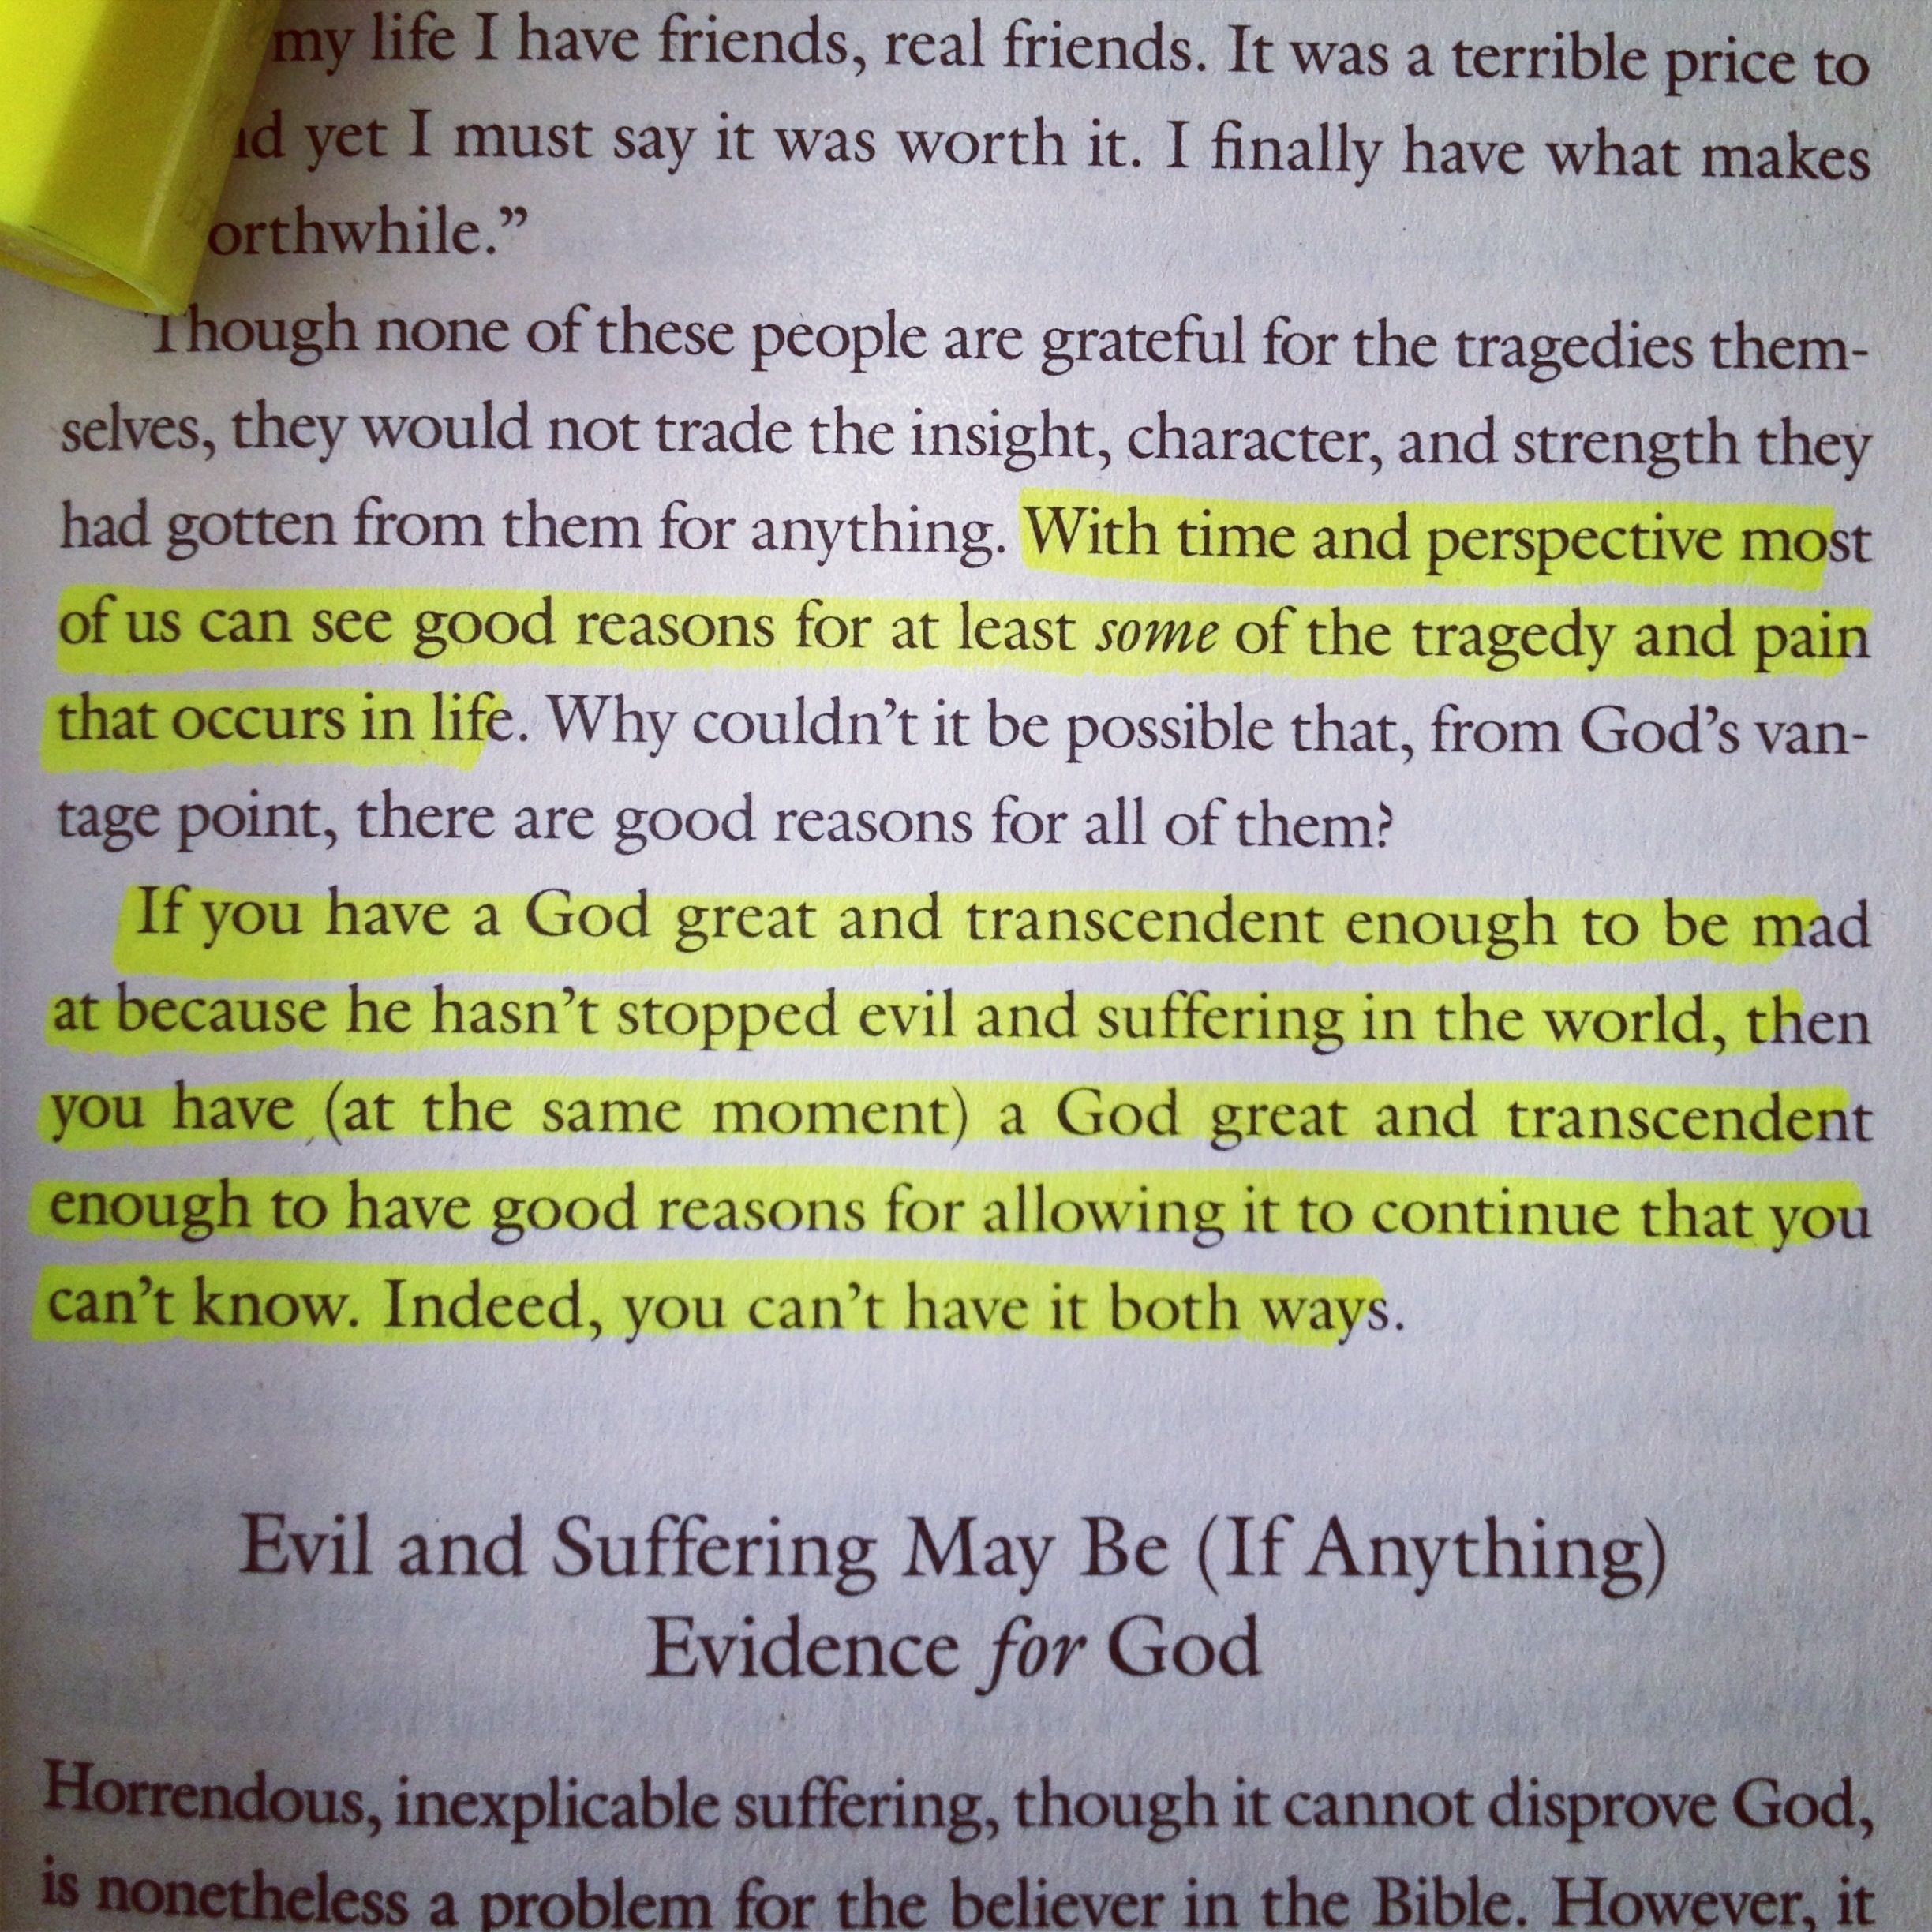 my life I have friends, real friends. It was a terrible price to
yet I must say it was worth it. I finally have what makes
orthwhile.”
Though none of these people are grateful for the tragedies them-
selves, they would not trade the insight, character, and strength they
had gotten from them for anything. With time and perspective most
of us can see good reasons for at least some of the tragedy and pain
that occurs in life. Why couldn’t it be possible that, from God’s van-
tage point, there are good reasons for all of them?
If you have a God great and transcendent enough to be mad
at because he hasn’t stopped evil and suffering in the world, then
you have (at the same moment) a God great and transcendent
enough to have good reasons for allowing it to continue that you
can’t know. Indeed, you can’t have it both ways.
Evil and Suffering May Be (If Anything)
Evidence for God
Horrendous, inexplicable suffering, though it cannot disprove God,
is nonetheless a problem for the believer in the Bible. However, it